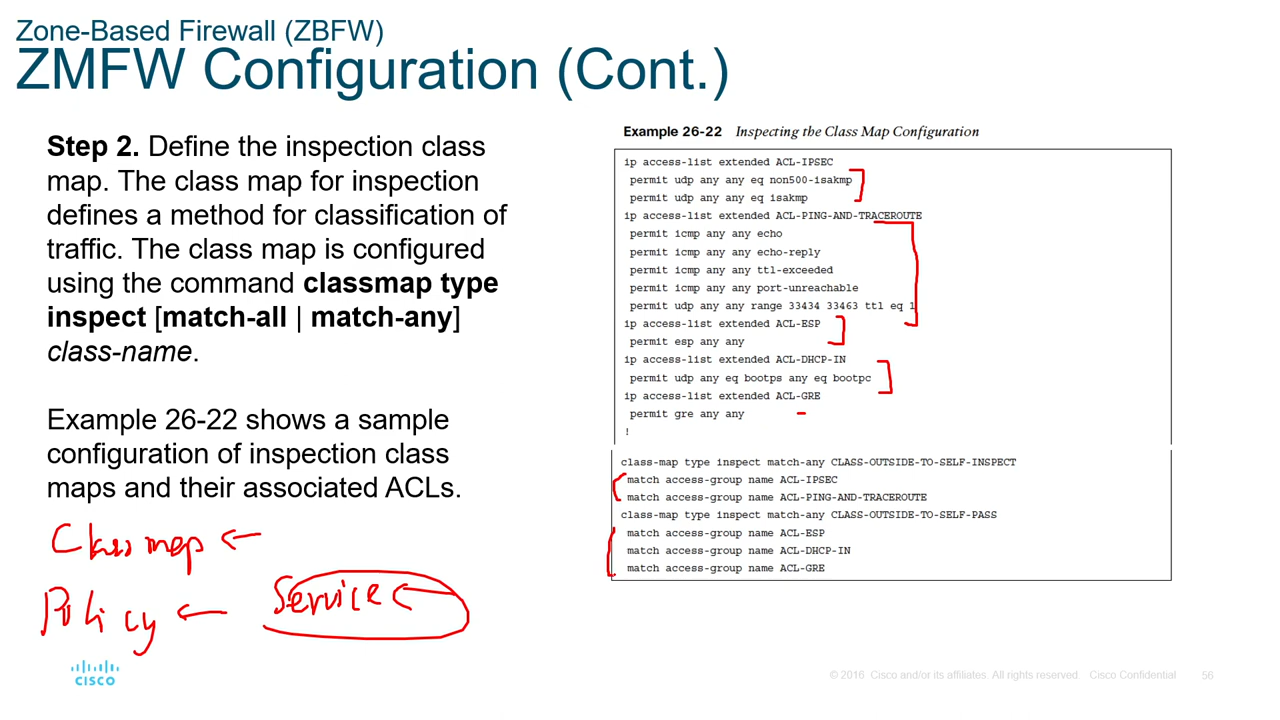 Zone-Based Firewall (ZBFW)
ZMFW Configuration (Cont.)
Step 2. Define the inspection class
map. The class map for inspection
defines a method for classification of
traffic. The class map is configured
using the command classmap type
inspect [match-all | match-any]
class-name.
Example 26-22 shows a sample
configuration of inspection class
maps and their associated ACLs.
Class map ←
Policy ←
Service ←
Example 26-22 Inspecting the Class Map Configuration
ip access-list extended ACL-IPSEC
permit udp any any eq non500-isakmp
permit udp any any eq isakmp
ip access-list extended ACL-PING-AND-TRACEROUTE
permit icmp any any echo
permit icmp any any echo-reply
permit icmp any any ttl-exceeded
permit icmp any any port-unreachable
permit udp any any range 33434 33463 ttl eq 1
ip access-list extended ACL-ESP
permit esp any any
ip access-list extended ACL-DHCP-IN
permit udp any eq bootps any eq bootpc
ip access-list extended ACL-GRE
permit gre any any
!
class-map type inspect match-any CLASS-OUTSIDE-TO-SELF-INSPECT
match access-group name ACL-IPSEC
match access-group name ACL-PING-AND-TRACEROUTE
class-map type inspect match-any CLASS-OUTSIDE-TO-SELF-PASS
match access-group name ACL-ESP
match access-group name ACL-DHCP-IN
match access-group name ACL-GRE
CISCO
© 2016 Cisco and/or its affiliates. All rights reserved. Cisco Confidential 56